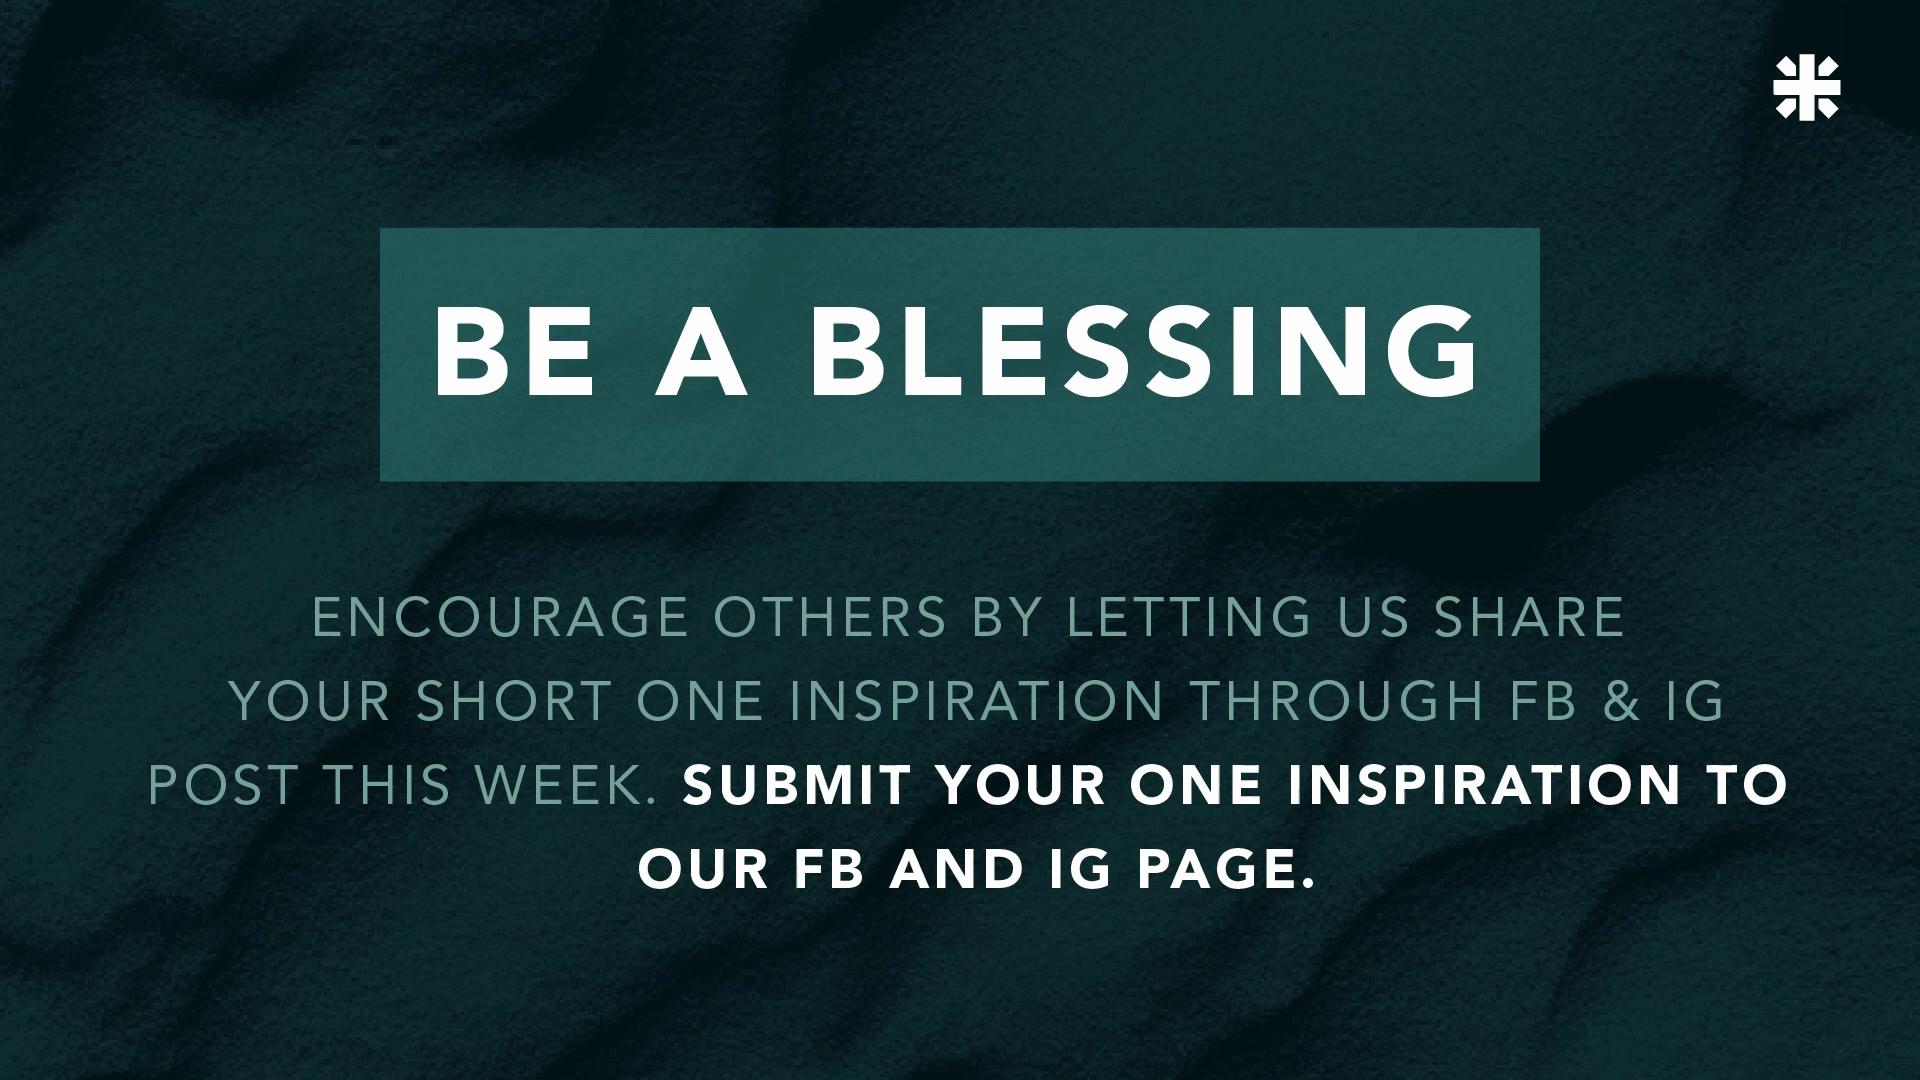 BE A BLESSING
ENCOURAGE OTHERS BY LETTING US SHARE
YOUR SHORT ONE INSPIRATION THROUGH FB & IG
POST THIS WEEK. SUBMIT YOUR ONE INSPIRATION TO
OUR FB AND IG PAGE.